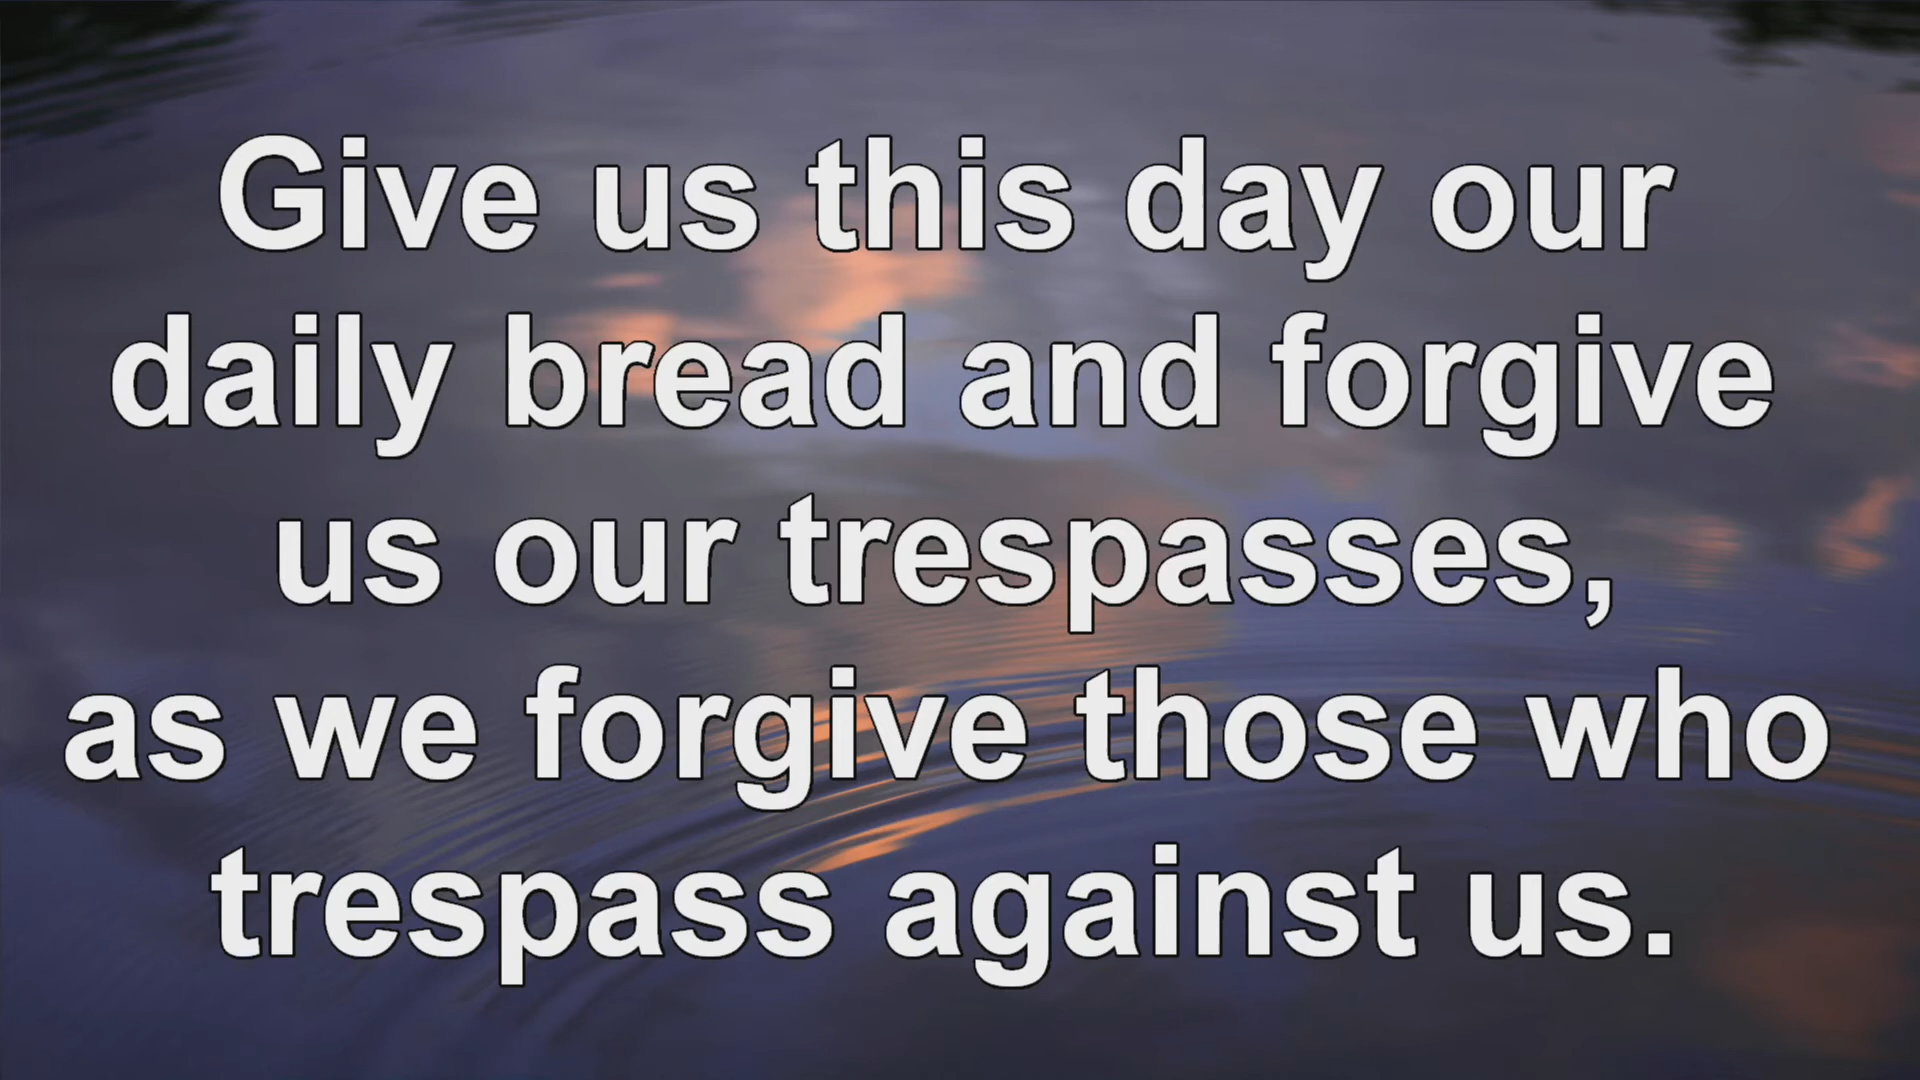 Give us this day our
daily bread and forgive
us our trespasses,
as we forgive those who
trespass against us.